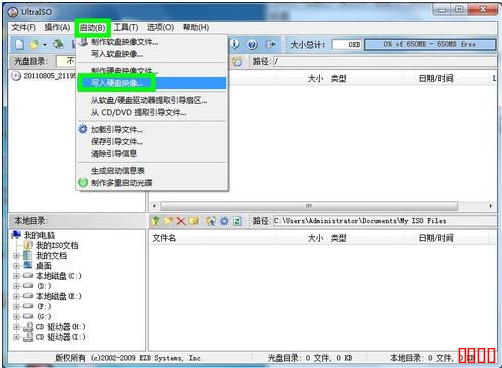 UltraISO
文件(F) 操作(A) 启动(B) 工具(T) 选项(O) 帮助(H)
大小总计: 0KB 0% of 650MB - 650MB free
光盘目录: 不 路径: /
20110805_2119
大小 类型 日期/时间
制作软盘映像文件...
写入软盘映像...
制作硬盘映像文件...
写入硬盘映像...
从软盘/硬盘驱动器提取引导扇区...
从 CD/DVD 提取引导文件...
加载引导文件...
保存引导文件...
清除引导信息
生成启动信息表
制作多重启动光碟
本地目录: 路径: C:\Users\Administrator\Documents\My ISO Files
文件名 大小 类型 日期/时间
我的电脑
我的ISO文档
我的文档
桌面
本地磁盘(C:)
(D:)
本地磁盘(E:)
(F:)
(G:)
CD 驱动器(H:)
CD 驱动器(I:)
版权所有 (c)2002-2009 EZB Systems, Inc. 光盘目录: 0 文件, 0 KB 本地目录: 0 文件, 0 KB